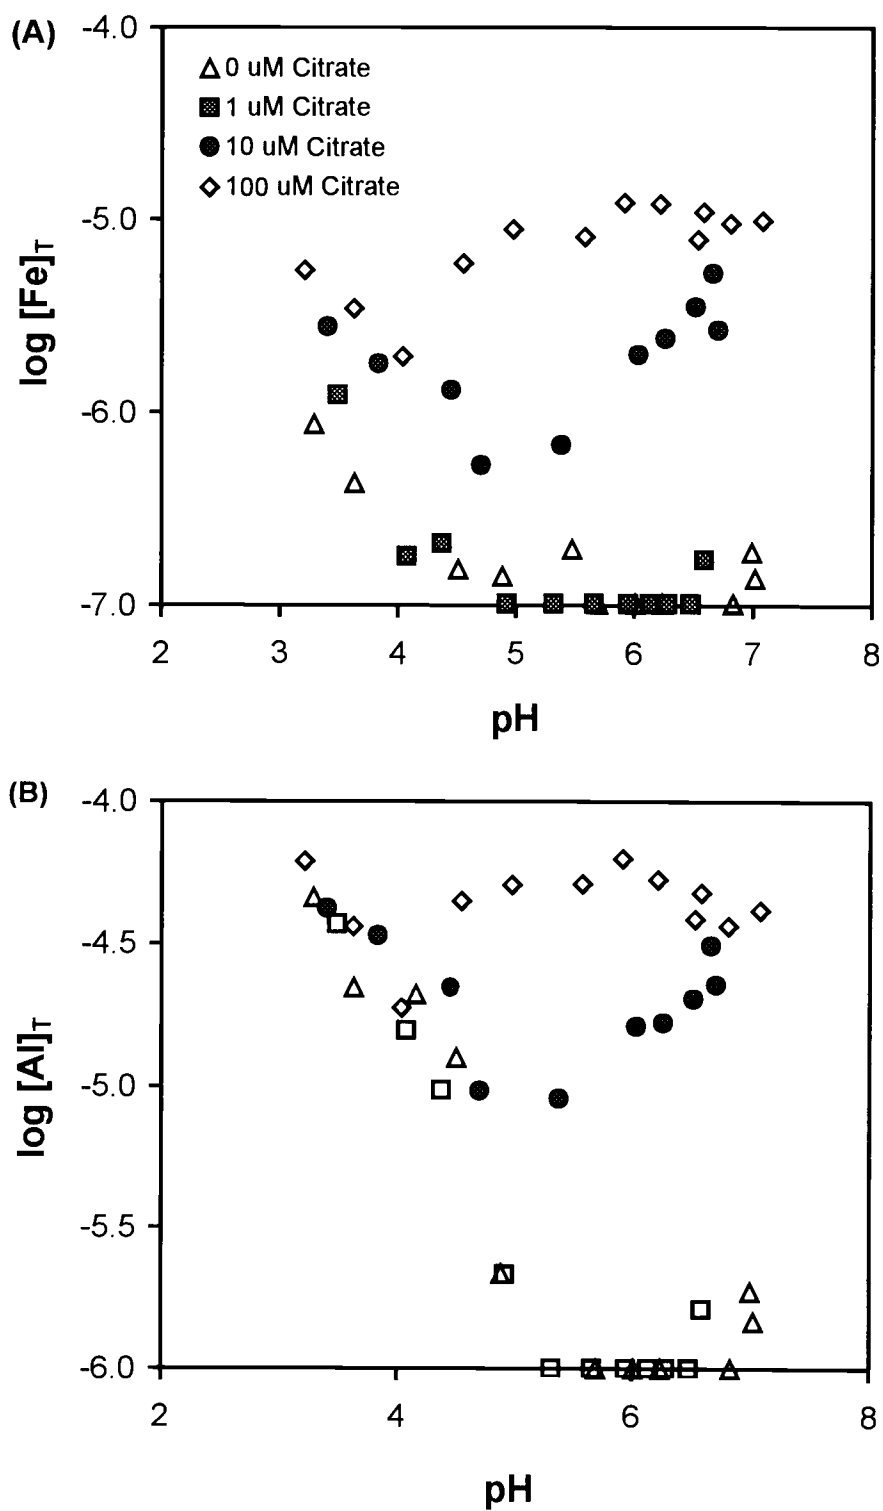 (A)
-4.0
0 uM Citrate
1 uM Citrate
10 uM Citrate
100 uM Citrate
-5.0
log [Fe]T
-6.0
-7.0
2 3 4 5 6 7 8
pH
(B)
-4.0
-4.5
log [Al]T
-5.0
-5.5
-6.0
2 4 6 8
pH